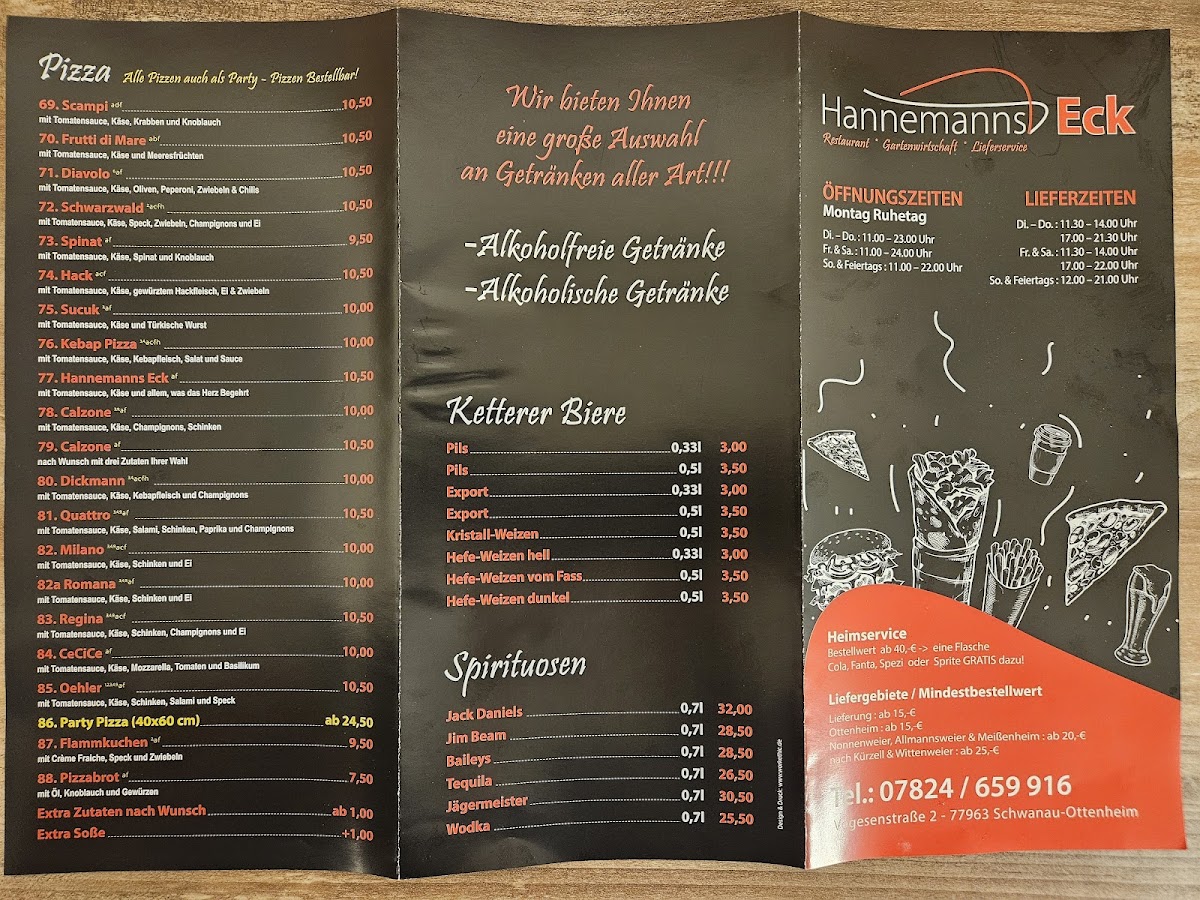 Pizza Alle Pizzen auch als Party - Pizzen Bestellbar!
69. Scampi adf 10,50
mit Tomatensauce, Käse, Krabben und Knoblauch
70. Frutti di Mare abf 10,50
mit Tomatensauce, Käse und Meeresfrüchten
71. Diavolo 10,50
mit Tomatensauce, Käse, Oliven, Peperoni, Zwiebeln & Chilis
72. Schwarzwald 10,50
mit Tomatensauce, Käse, Speck, Zwiebeln, Champignons und Ei
73. Spinat af 9,50
mit Tomatensauce, Käse, Spinat und Knoblauch
74. Hack acf 10,50
mit Tomatensauce, Käse, gewürztem Hackfleisch, Ei & Zwiebeln
75. Sucuk 10,00
mit Tomatensauce, Käse und Türkische Wurst
76. Kebap Pizza 10,00
mit Tomatensauce, Käse, Kebapfleisch, Salat und Sauce
77. Hannemanns Eck af 10,50
mit Tomatensauce, Käse und allem, was das Herz Begehrt
78. Calzone 10,00
mit Tomatensauce, Käse, Champignons, Schinken
79. Calzone af 10,50
nach Wunsch mit drei Zutaten Ihrer Wahl
80. Dickmann 10,00
mit Tomatensauce, Käse, Kebapfleisch und Champignons
81. Quattro 10,50
mit Tomatensauce, Käse, Salami, Schinken, Paprika und Champignons
82. Milano 10,00
mit Tomatensauce, Käse, Schinken und Ei
82a Romana 10,00
mit Tomatensauce, Käse, Schinken und Ei
83. Regina 10,50
mit Tomatensauce, Käse, Schinken, Champignons und Ei
84. CeCiCe af 10,00
mit Tomatensauce, Käse, Mozzarella, Tomaten und Basilikum
85. Oehler 10,50
mit Tomatensauce, Käse, Schinken, Salami und Speck
86. Party Pizza (40x60 cm) ab 24,50
87. Flammkuchen 9,50
mit Crème Fraiche, Speck und Zwiebeln
88. Pizzabrot af 7,50
mit Öl, Knoblauch und Gewürzen
Extra Zutaten nach Wunsch ab 1,00
Extra Soße +1,00
Wir bieten Ihnen
eine große Auswahl
an Getränken aller Art!!!
-Alkoholfreie Getränke
-Alkoholische Getränke
Ketterer Biere
Pils 0,33l 3,00
Pils 0,5l 3,50
Export 0,33l 3,00
Export 0,5l 3,50
Kristall-Weizen 0,5l 3,50
Hefe-Weizen hell 0,33l 3,00
Hefe-Weizen vom Fass 0,5l 3,50
Hefe-Weizen dunkel 0,5l 3,50
Spirituosen
Jack Daniels 0,7l 32,00
Jim Beam 0,7l 28,50
Baileys 0,7l 28,50
Tequila 0,7l 26,50
Jägermeister 0,7l 30,50
Wodka 0,7l 25,50
Design & Druck:
Hannemanns Eck
Restaurant * Gartenwirtschaft * Lieferservice
ÖFFNUNGSZEITEN
Montag Ruhetag
Di. – Do. : 11.00 – 23.00 Uhr
Fr. & Sa. : 11.00 – 24.00 Uhr
So. & Feiertags : 11.00 – 22.00 Uhr
LIEFERZEITEN
Di. – Do. : 11.30 – 14.00 Uhr
17.00 – 21.30 Uhr
Fr. & Sa. : 11.30 – 14.00 Uhr
17.00 – 22.00 Uhr
So. & Feiertags : 12.00 – 21.00 Uhr
Heimservice
Bestellwert ab 40,-€ -> eine Flasche
Cola, Fanta, Spezi oder Sprite GRATIS dazu!
Liefergebiete / Mindestbestellwert
Lieferung : ab 15,-€
Ottenheim : ab 15,-€
Nonnenweier, Allmannsweier & Meißenheim : ab 20,-€
nach Kürzell & Wittenweier : ab 25,-€
Tel.: 07824 / 659 916
Vogesenstraße 2 - 77963 Schwanau-Ottenheim